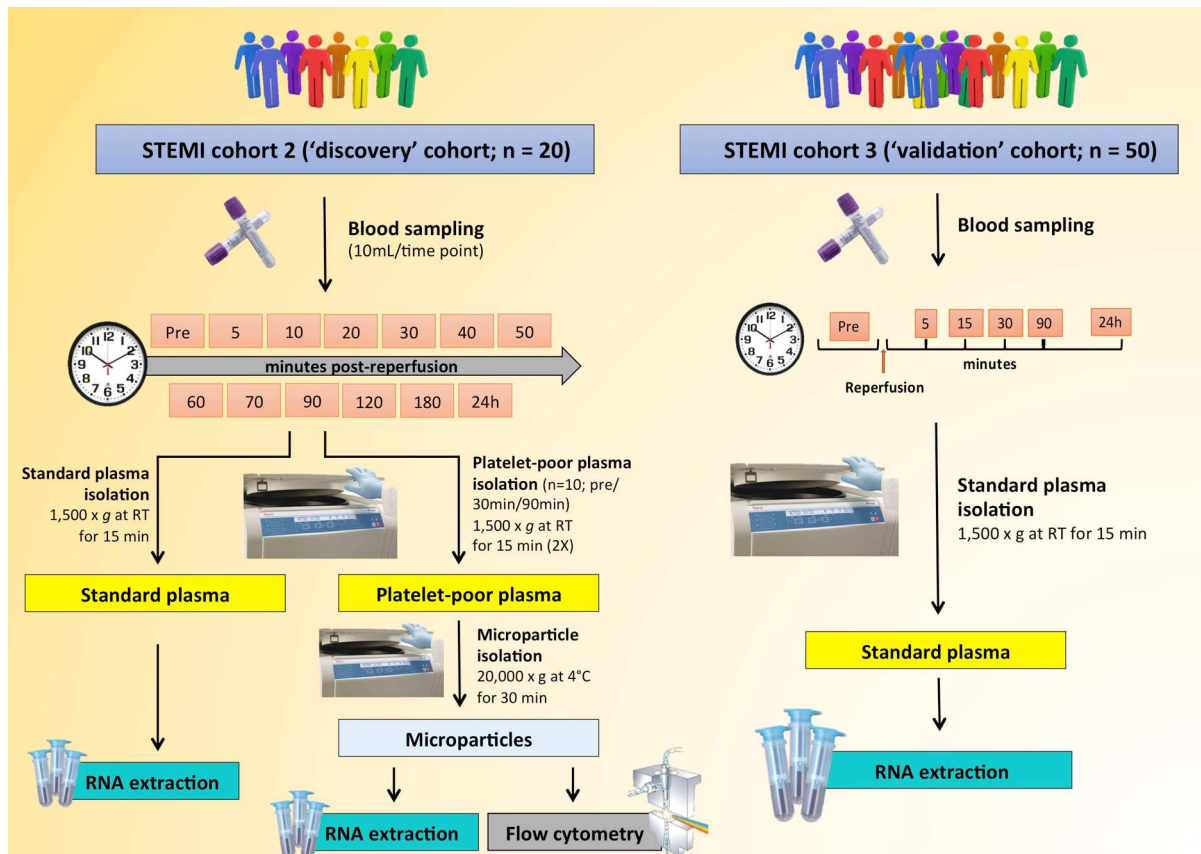 STEMI cohort 2 (‘discovery’ cohort; n = 20)
Blood sampling
(10mL/time point)
Pre 5 10 20 30 40 50
minutes post-reperfusion
60 70 90 120 180 24h
Standard plasma
isolation
1,500 x g at RT
for 15 min
Platelet-poor plasma
isolation (n=10; pre/
30min/90min)
1,500 x g at RT
for 15 min (2X)
Standard plasma
Platelet-poor plasma
Microparticle
isolation
20,000 x g at 4°C
for 30 min
Microparticles
RNA extraction
RNA extraction
Flow cytometry
STEMI cohort 3 (‘validation’ cohort; n = 50)
Blood sampling
Pre 5 15 30 90 24h
minutes
Reperfusion
Standard plasma
isolation
1,500 x g at RT for 15 min
Standard plasma
RNA extraction